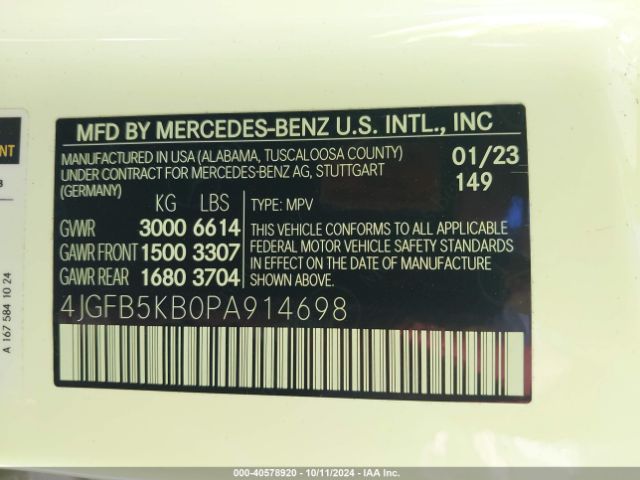 MFD BY MERCEDES-BENZ U.S. INTL., INC
MANUFACTURED IN USA (ALABAMA, TUSCALOOSA COUNTY)
UNDER CONTRACT FOR MERCEDES-BENZ AG, STUTTGART
(GERMANY)
01/23
149
KG LBS
GVWR 3000 6614
GAWR FRONT 1500 3307
GAWR REAR 1680 3704
TYPE: MPV
THIS VEHICLE CONFORMS TO ALL APPLICABLE
FEDERAL MOTOR VEHICLE SAFETY STANDARDS
IN EFFECT ON THE DATE OF MANUFACTURE
SHOWN ABOVE.
4JGFB5KB0PA914698
A 167 584 10 24
000-40578920 | 10/11/2024 | IAA Inc.